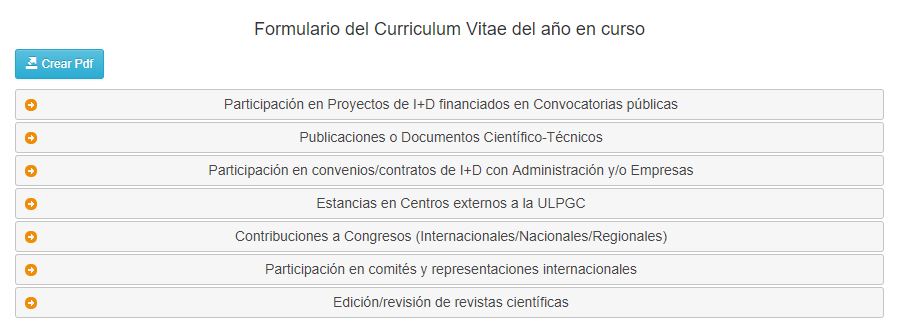 Formulario del Curriculum Vitae del año en curso
Crear Pdf
Participación en Proyectos de I+D financiados en Convocatorias públicas
Publicaciones o Documentos Científico-Técnicos
Participación en convenios/contratos de I+D con Administración y/o Empresas
Estancias en Centros externos a la ULPGC
Contribuciones a Congresos (Internacionales/Nacionales/Regionales)
Participación en comités y representaciones internacionales
Edición/revisión de revistas científicas